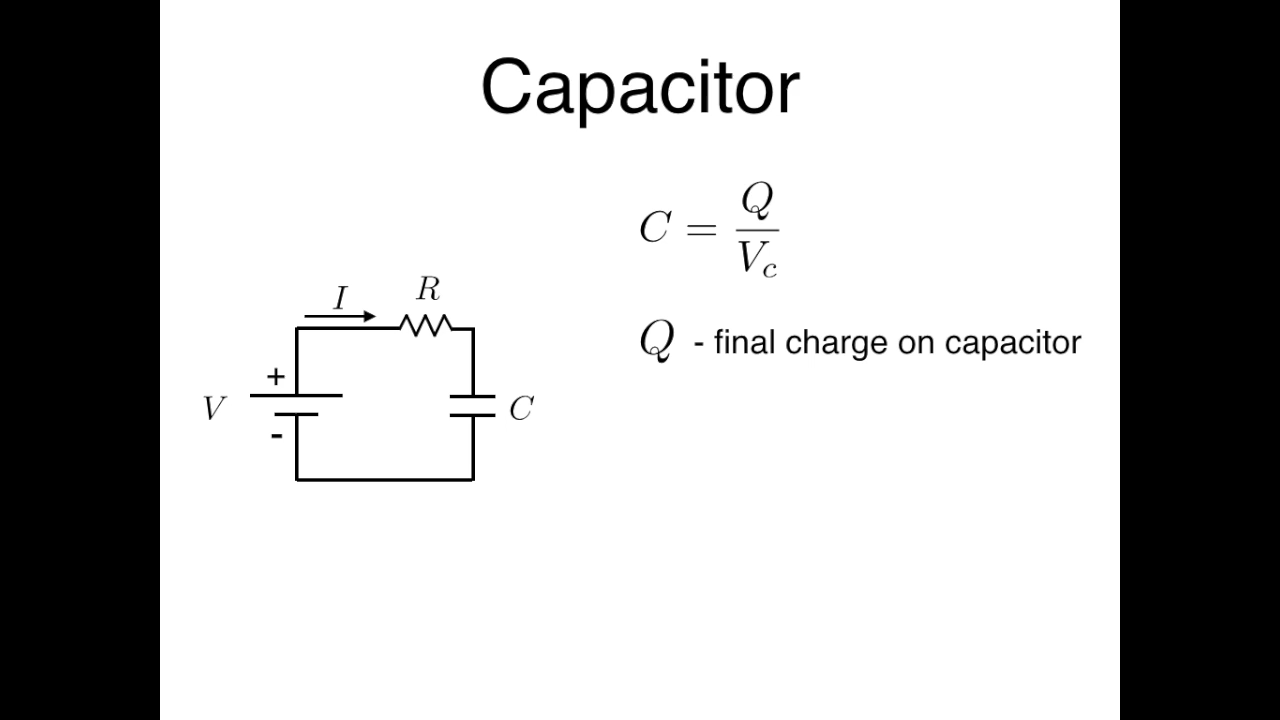 Capacitor
C = Q / V_c
Q - final charge on capacitor
I
R
+
V
-
C